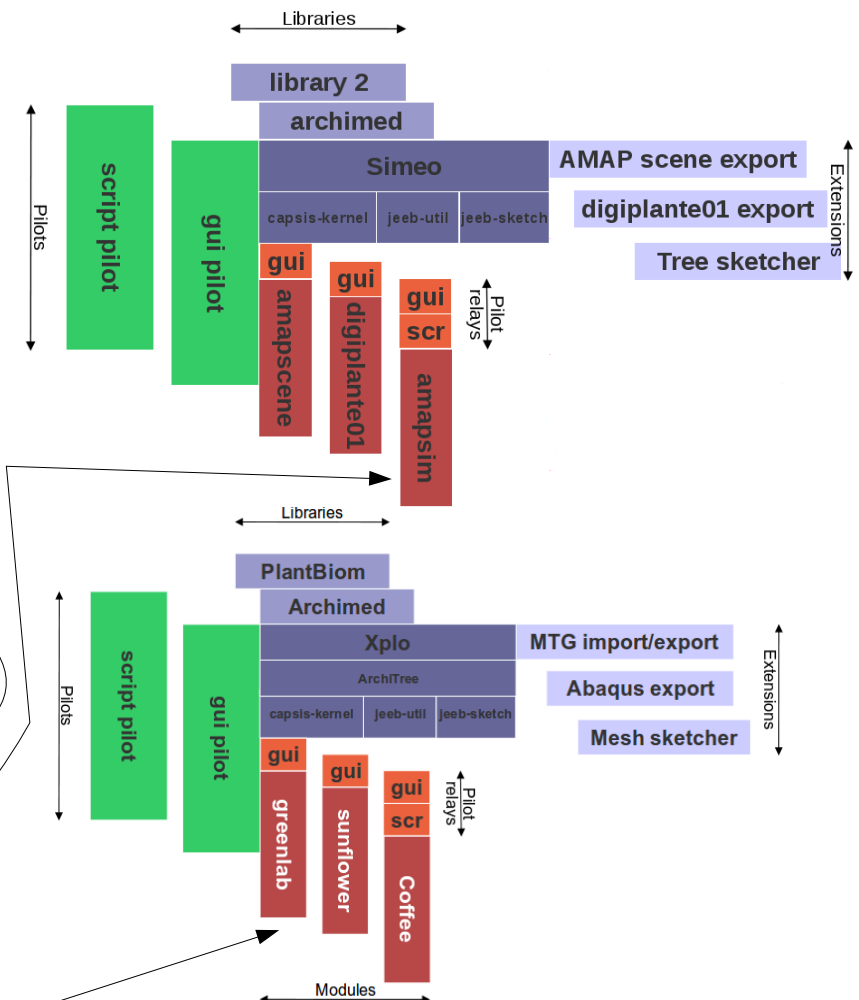 Libraries
library 2
archimed
Simeo
AMAP scene export
capsis-kernel
jeeb-util
jeeb-sketch
digiplante01 export
Tree sketcher
Extensions
Pilots
script pilot
gui pilot
gui
amapscene
gui
digiplante01
gui
scr
amapsim
Pilot
relays
Libraries
PlantBiom
Archimed
Xplo
MTG import/export
ArchiTree
Abaqus export
capsis-kernel
jeeb-util
jeeb-sketch
Mesh sketcher
Extensions
Pilots
script pilot
gui pilot
gui
greenlab
gui
sunflower
gui
scr
Coffee
Pilot
relays
Modules